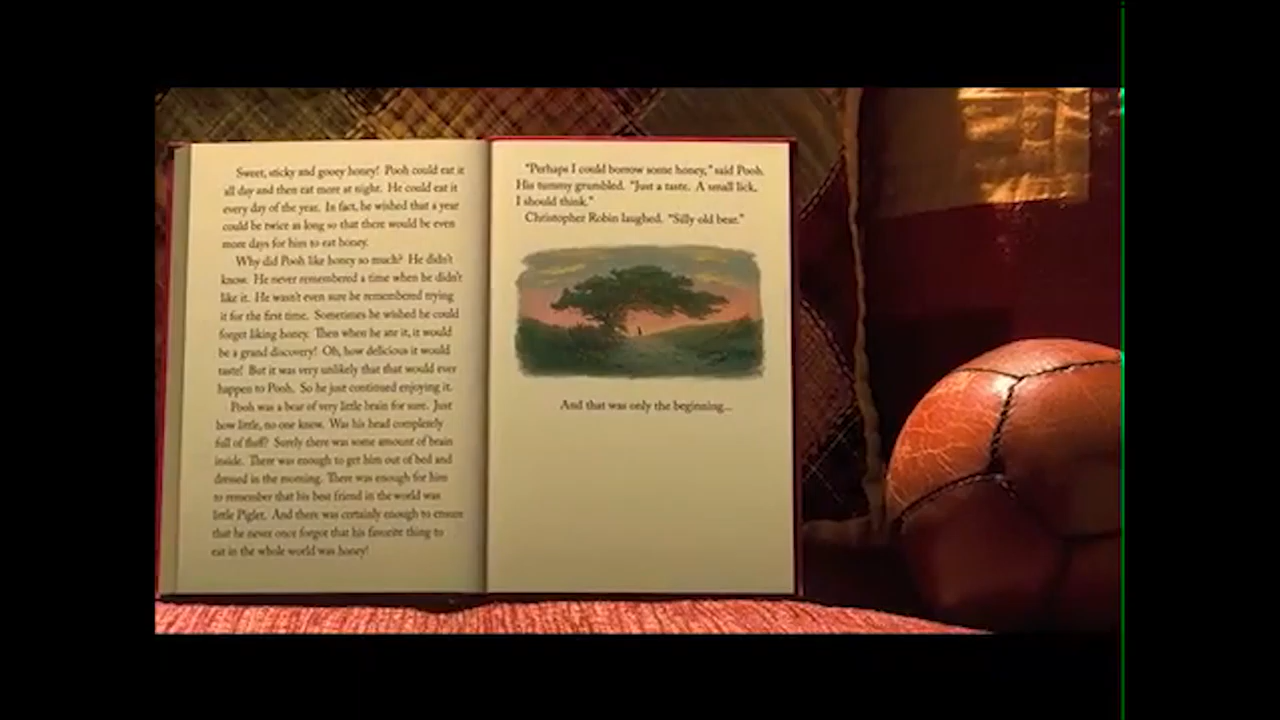 Sweet, sticky and gooey honey! Pooh could eat it
all day and then eat more at night. He could eat it
every day of the year. In fact, he wished that a year
could be twice as long so that there would be even
more days for him to eat honey.
Why did Pooh like honey so much? He didn't
know. He never remembered a time when he didn't
like it. He wasn't even sure he remembered trying
it for the first time. Sometimes he wished he could
forget liking honey. Then when he ate it, it would
be a grand discovery! Oh, how delicious it would
taste! But it was very unlikely that that would ever
happen to Pooh. So he just continued enjoying it.
Pooh was a bear of very little brain for sure. Just
how little, no one knew. Was his head completely
full of fluff? Surely there was some amount of brain
inside. There was enough to get him out of bed and
dressed in the morning. There was enough for him
to remember that his best friend in the world was
little Piglet. And there was certainly enough to ensure
that he never once forgot that his favorite thing to
eat in the whole world was honey!
"Perhaps I could borrow some honey," said Pooh.
His tummy grumbled. "Just a taste. A small lick,
I should think."
Christopher Robin laughed. "Silly old bear."
And that was only the beginning...